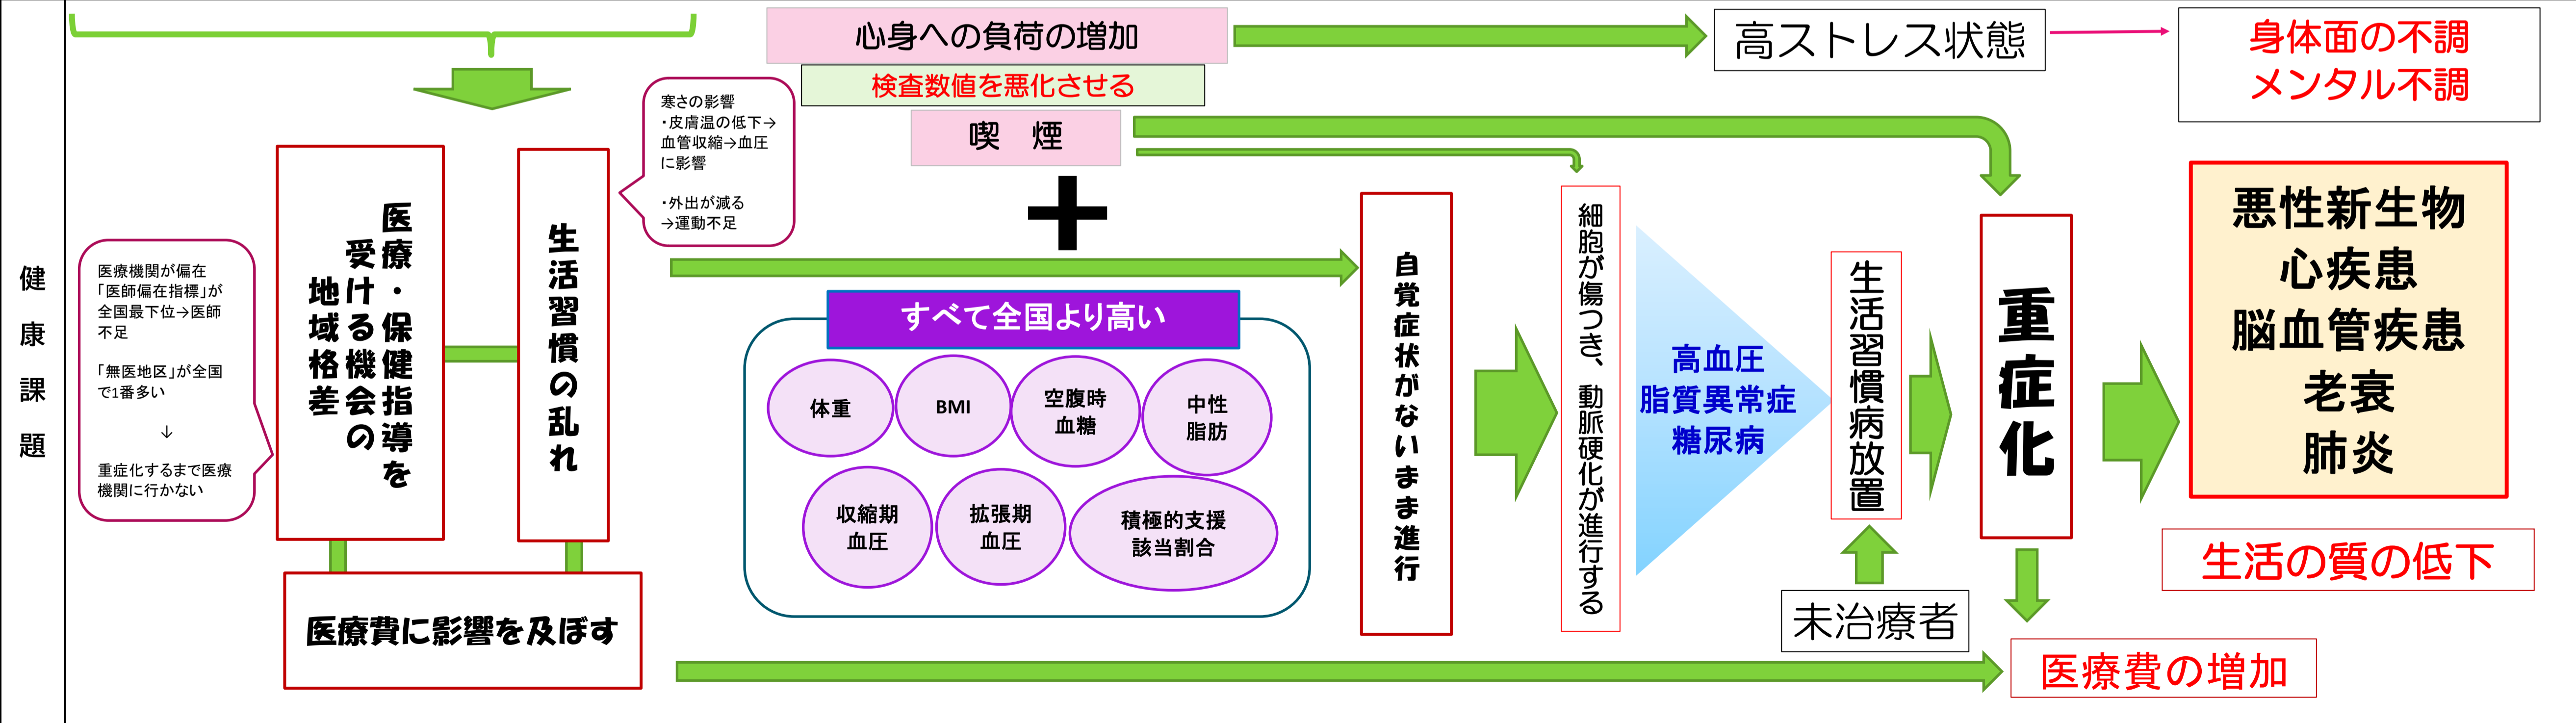 健康課題
医療機関が偏在
「医師偏在指標」が
全国最下位→医師
不足
「無医地区」が全国
で1番多い
↓
重症化するまで医療
機関に行かない
医療・保健指導を
受ける機会の
地域格差
生活習慣の乱れ
医療費に影響を及ぼす
寒さの影響
・皮膚温の低下→
血管収縮→血圧
に影響
・外出が減る
→運動不足
心身への負荷の増加
検査数値を悪化させる
喫　煙
+
すべて全国より高い
体重
BMI
空腹時
血糖
中性
脂肪
収縮期
血圧
拡張期
血圧
積極的支援
該当割合
自覚症状がないまま進行
細胞が傷つき、動脈硬化が進行する
高血圧
脂質異常症
糖尿病
生活習慣病放置
未治療者
重症化
高ストレス状態
身体面の不調
メンタル不調
悪性新生物
心疾患
脳血管疾患
老衰
肺炎
生活の質の低下
医療費の増加